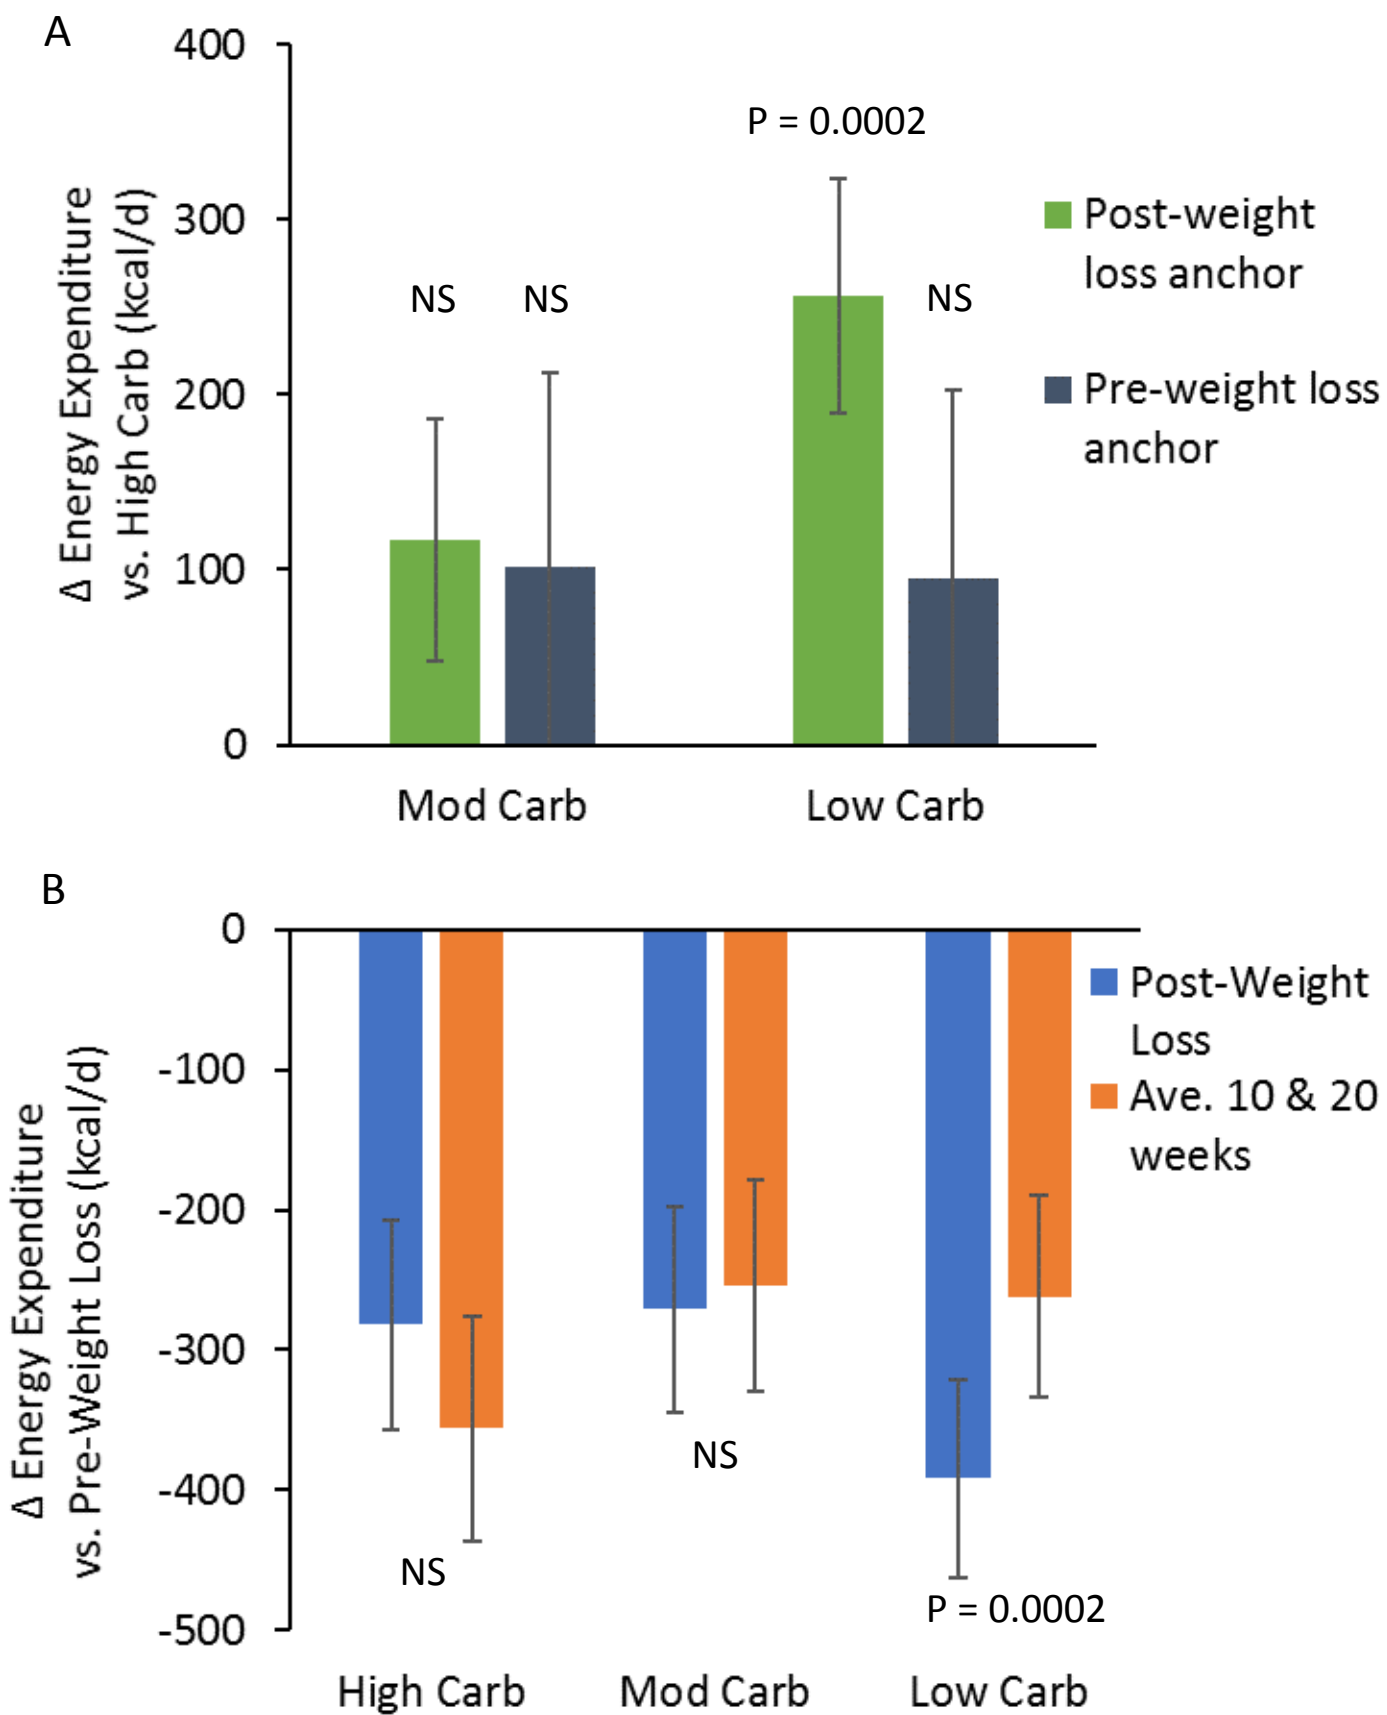 A
400
300
200
100
0
Δ Energy Expenditure
vs. High Carb (kcal/d)
P = 0.0002
NS
NS
NS
Post-weight
loss anchor
Pre-weight loss
anchor
Mod Carb
Low Carb
B
0
-100
-200
-300
-400
-500
Δ Energy Expenditure
vs. Pre-Weight Loss (kcal/d)
Post-Weight
Loss
Ave. 10 & 20
weeks
NS
NS
P = 0.0002
High Carb
Mod Carb
Low Carb